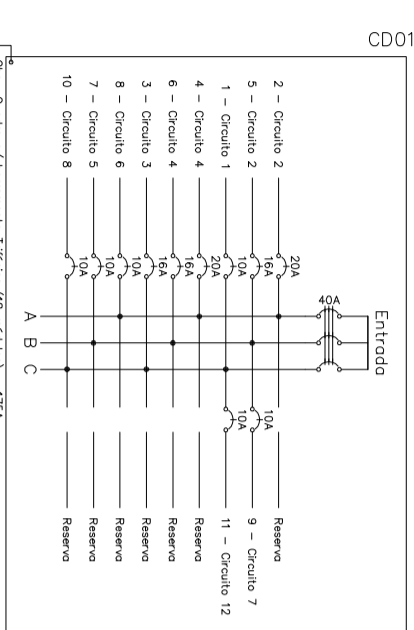 CD01
Entrada
40A
2 - Circuito 2
20A
Reserva
5 - Circuito 2
16A
10A
9 - Circuito 7
1 - Circuito 1
10A
10A
11 - Circuito 12
4 - Circuito 4
20A
Reserva
6 - Circuito 4
16A
Reserva
3 - Circuito 3
16A
Reserva
8 - Circuito 6
10A
Reserva
7 - Circuito 5
10A
Reserva
10 - Circuito 8
10A
Reserva
A
B
C